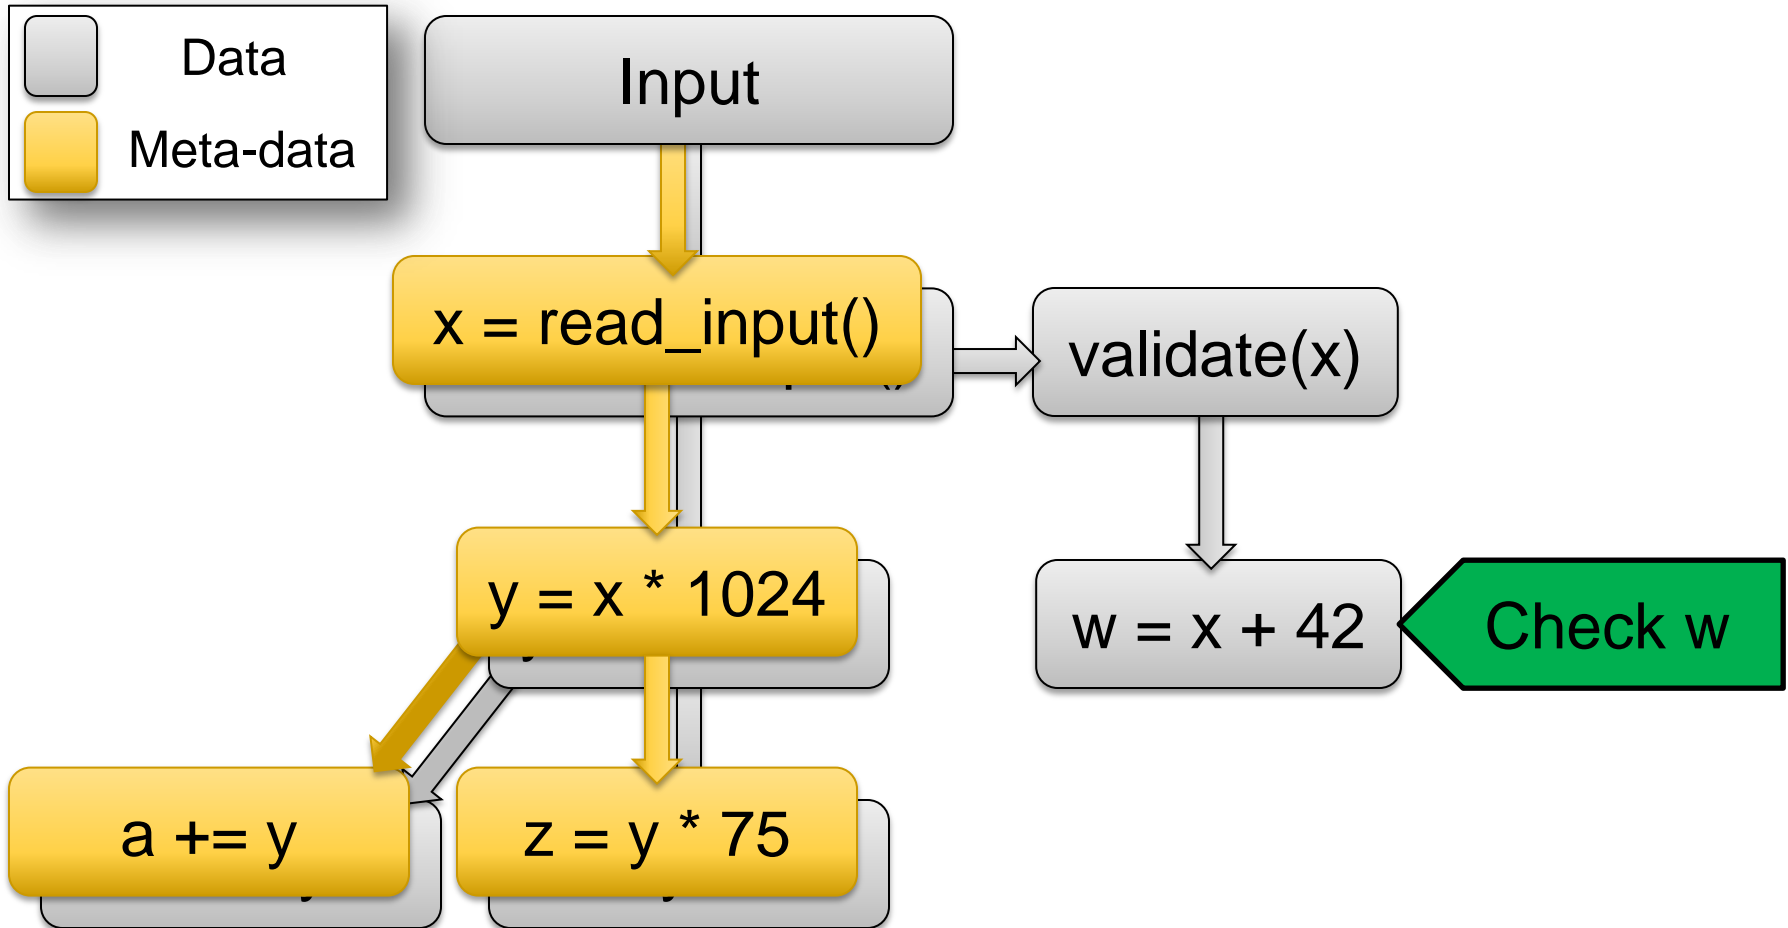 Data
Meta-data
Input
x = read_input()
validate(x)
y = x * 1024
w = x + 42
Check w
a += y
z = y * 75